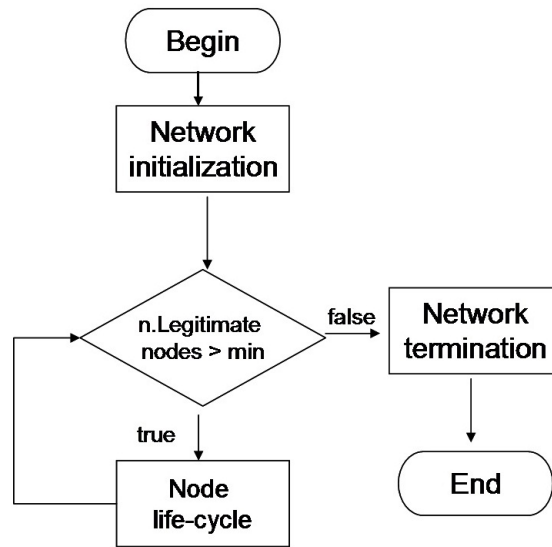 Begin
Network
initialization
n.Legitimate
nodes > min
false
Network
termination
true
Node
life-cycle
End